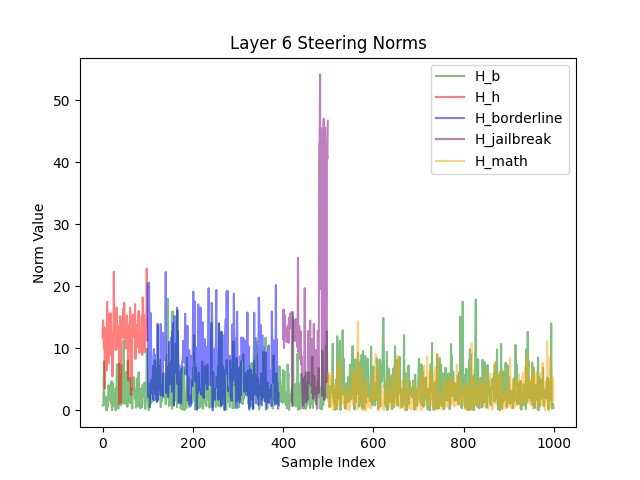 Layer 6 Steering Norms
H_b
H_h
H_borderline
H_jailbreak
H_math
Norm Value
50
40
30
20
10
0
0
200
400
600
800
1000
Sample Index